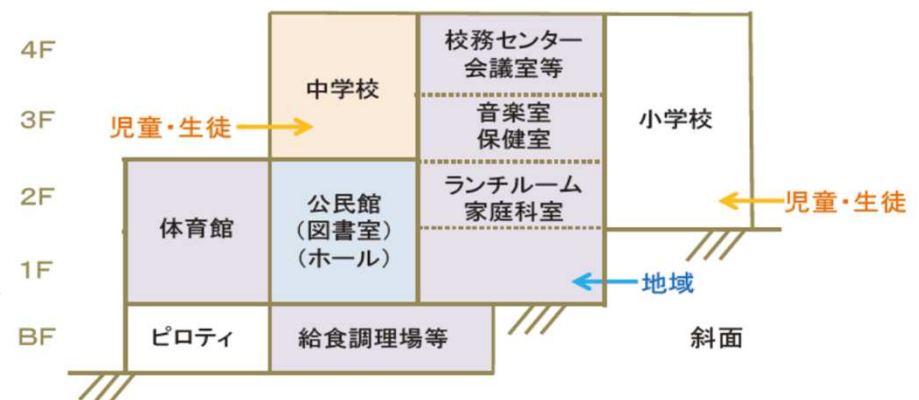 4F
校務センター
会議室等
中学校
3F
児童・生徒
音楽室
保健室
小学校
2F
体育館
公民館
（図書室）
（ホール）
ランチルーム
家庭科室
児童・生徒
1F
地域
BF
ピロティ
給食調理場等
斜面